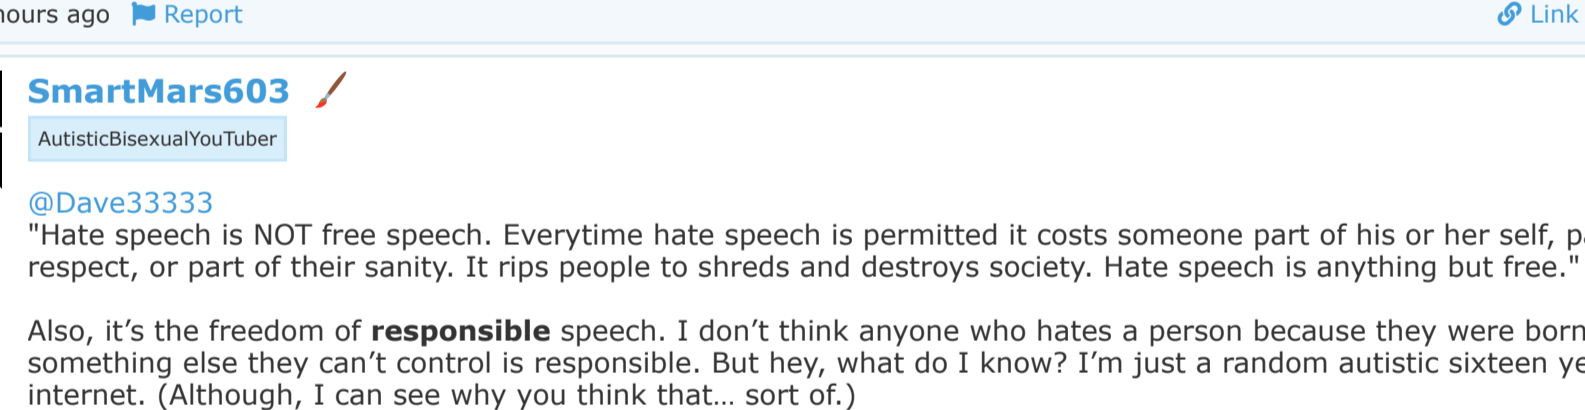 hours ago Report Link
SmartMars603
AutisticBisexualYouTuber
@Dave33333
"Hate speech is NOT free speech. Everytime hate speech is permitted it costs someone part of his or her self,
respect, or part of their sanity. It rips people to shreds and destroys society. Hate speech is anything but free."
Also, it’s the freedom of responsible speech. I don’t think anyone who hates a person because they were born
something else they can’t control is responsible. But hey, what do I know? I’m just a random autistic sixteen
internet. (Although, I can see why you think that... sort of.)